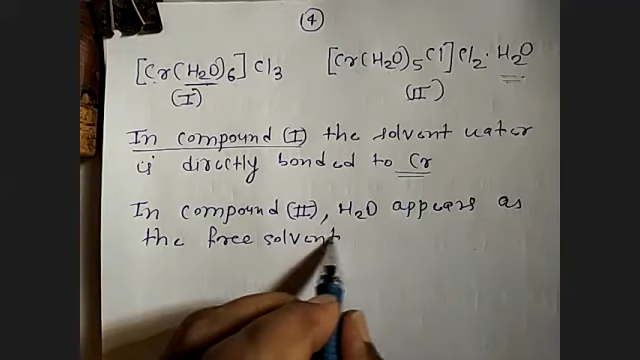 4
[Cr(H₂O)₆]Cl₃ [Cr(H₂O)₅Cl]Cl₂·H₂O
(I) (II)
In compound (I) the solvent water
is directly bonded to Cr
In compound (II), H₂O appears as
the free solvent